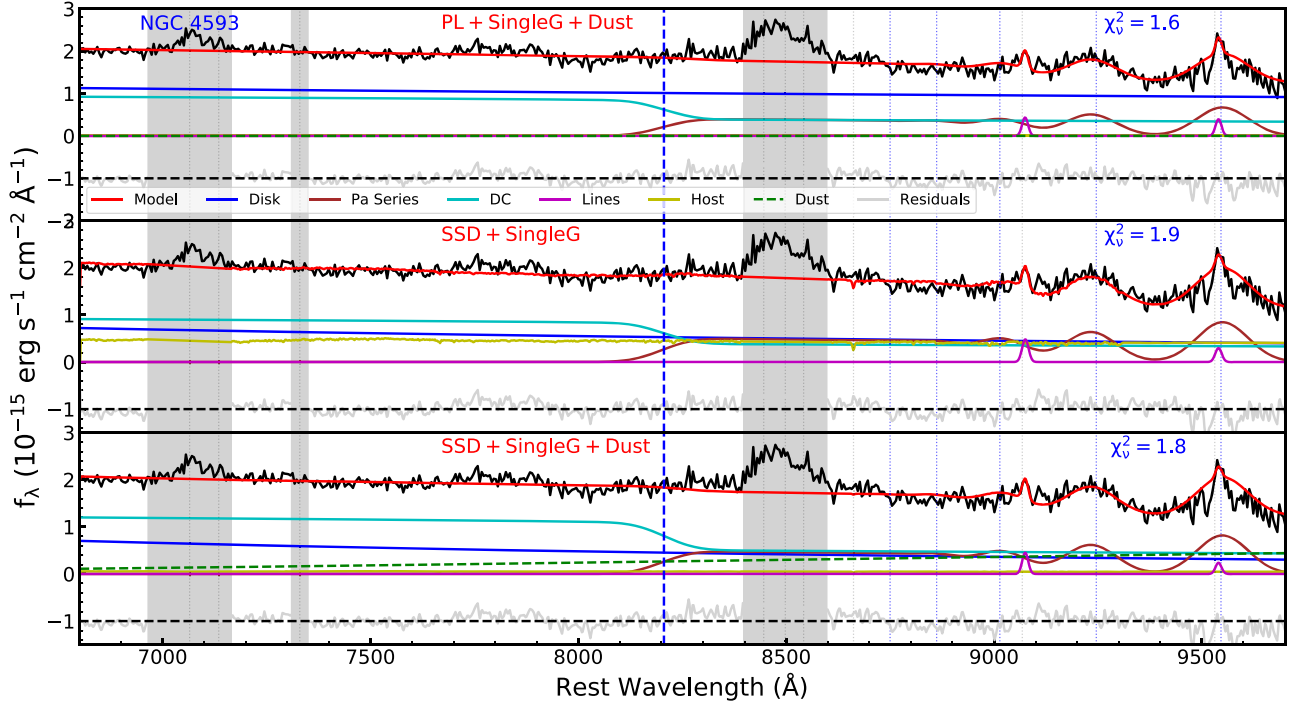 NGC 4593
PL + SingleG + Dust
χ²ᵥ = 1.6
3
2
1
0
−1
Model
Disk
Pa Series
DC
Lines
Host
Dust
Residuals
SSD + SingleG
χ²ᵥ = 1.9
3
2
1
0
−1
SSD + SingleG + Dust
χ²ᵥ = 1.8
3
2
1
0
−1
7000 7500 8000 8500 9000 9500
Rest Wavelength (Å)
f_λ (10⁻¹⁵ erg s⁻¹ cm⁻² Å⁻¹)